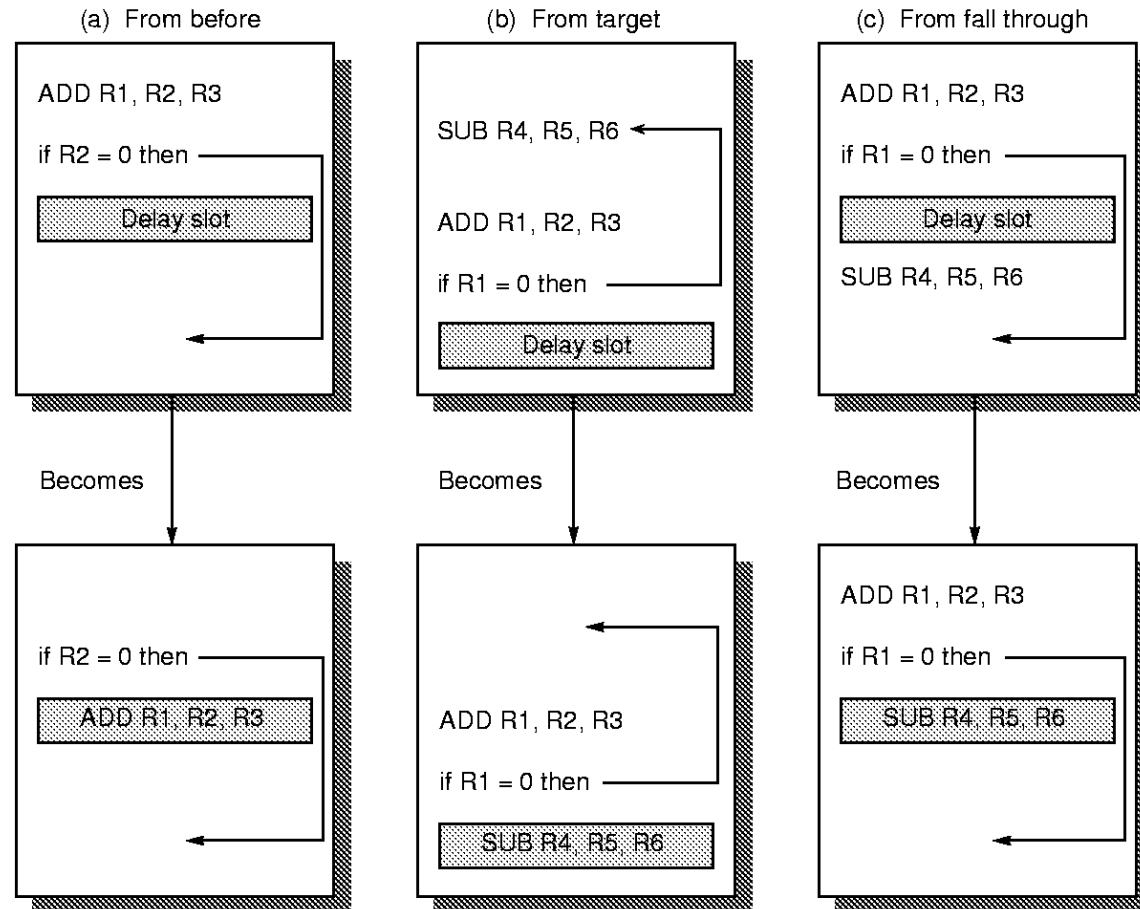 (a) From before
ADD R1, R2, R3
if R2 = 0 then
Delay slot
Becomes
if R2 = 0 then
ADD R1, R2, R3
(b) From target
SUB R4, R5, R6
ADD R1, R2, R3
if R1 = 0 then
Delay slot
Becomes
ADD R1, R2, R3
if R1 = 0 then
SUB R4, R5, R6
(c) From fall through
ADD R1, R2, R3
if R1 = 0 then
Delay slot
SUB R4, R5, R6
Becomes
ADD R1, R2, R3
if R1 = 0 then
SUB R4, R5, R6